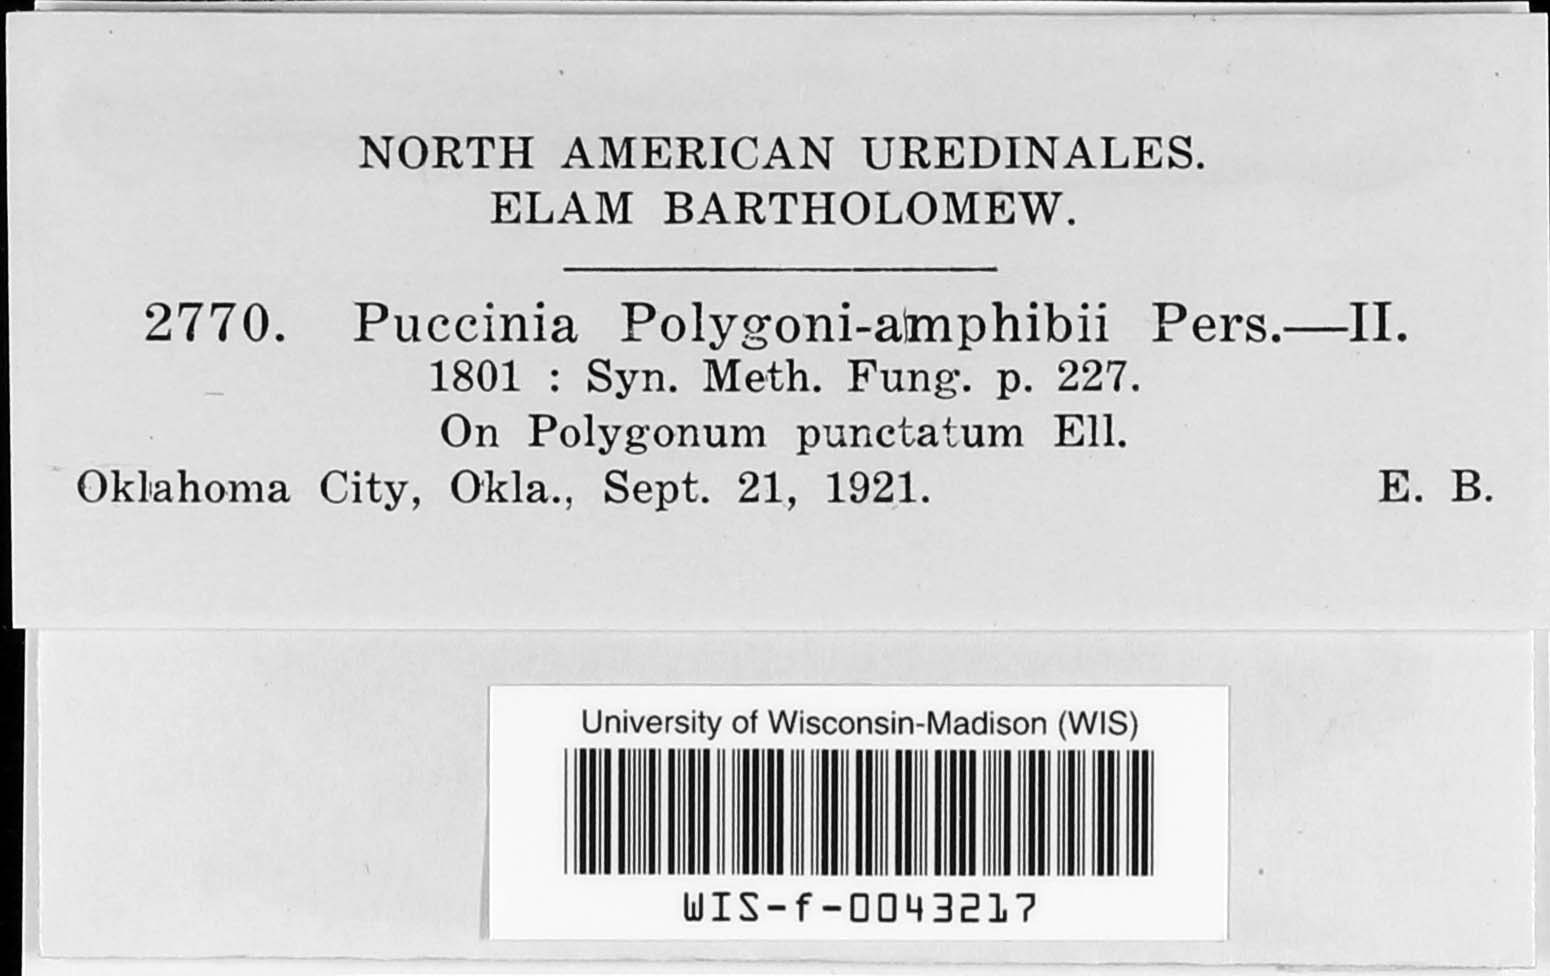 NORTH AMERICAN UREDINALES.
ELAM BARTHOLOMEW.
2770. Puccinia Polygoni-amphibii Pers.—II.
1801 : Syn. Meth. Fung. p. 227.
On Polygonum punctatum Ell.
Oklahoma City, Okla., Sept. 21, 1921. E. B.
University of Wisconsin-Madison (WIS)
WIS-f-0043217